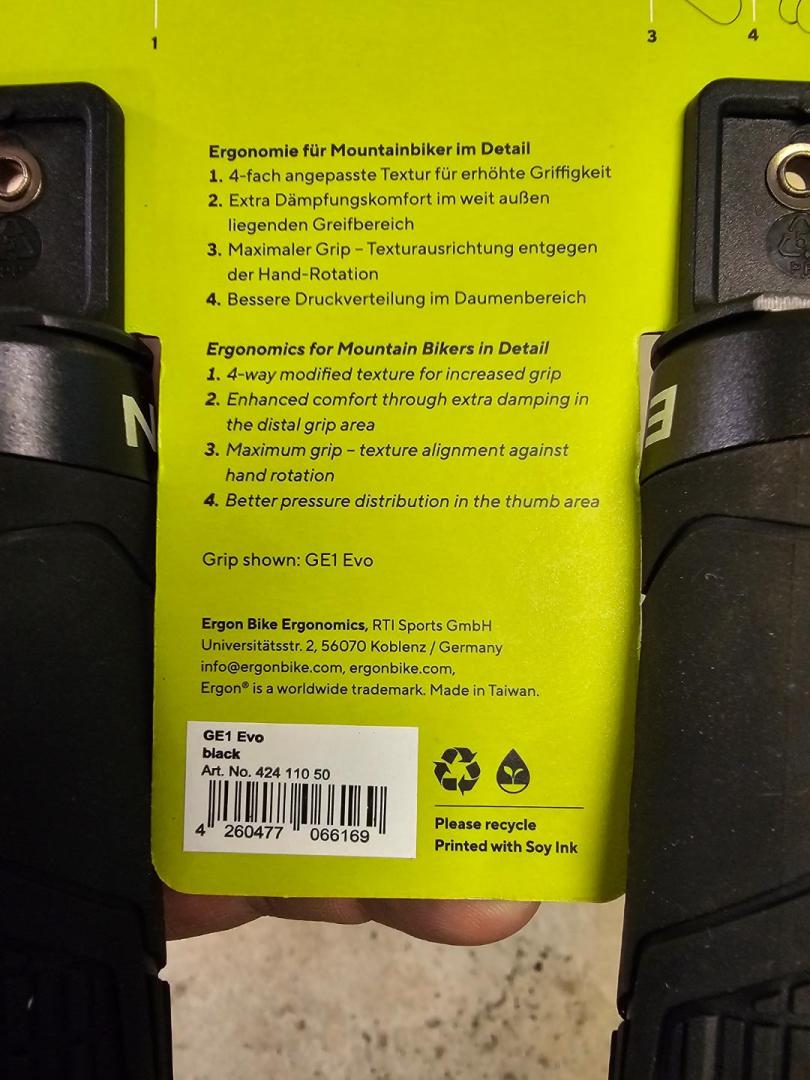 1
3
4
Ergonomie für Mountainbiker im Detail
1. 4-fach angepasste Textur für erhöhte Griffigkeit
2. Extra Dämpfungskomfort im weit außen
liegenden Greifbereich
3. Maximaler Grip – Texturausrichtung entgegen
der Hand-Rotation
4. Bessere Druckverteilung im Daumenbereich
Ergonomics for Mountain Bikers in Detail
1. 4-way modified texture for increased grip
2. Enhanced comfort through extra damping in
the distal grip area
3. Maximum grip – texture alignment against
hand rotation
4. Better pressure distribution in the thumb area
Grip shown: GE1 Evo
Ergon Bike Ergonomics, RTI Sports GmbH
Universitätsstr. 2, 56070 Koblenz / Germany
info@ergonbike.com, ergonbike.com,
Ergon® is a worldwide trademark. Made in Taiwan.
GE1 Evo
black
Art. No. 424 110 50
4 260477 066169
Please recycle
Printed with Soy Ink